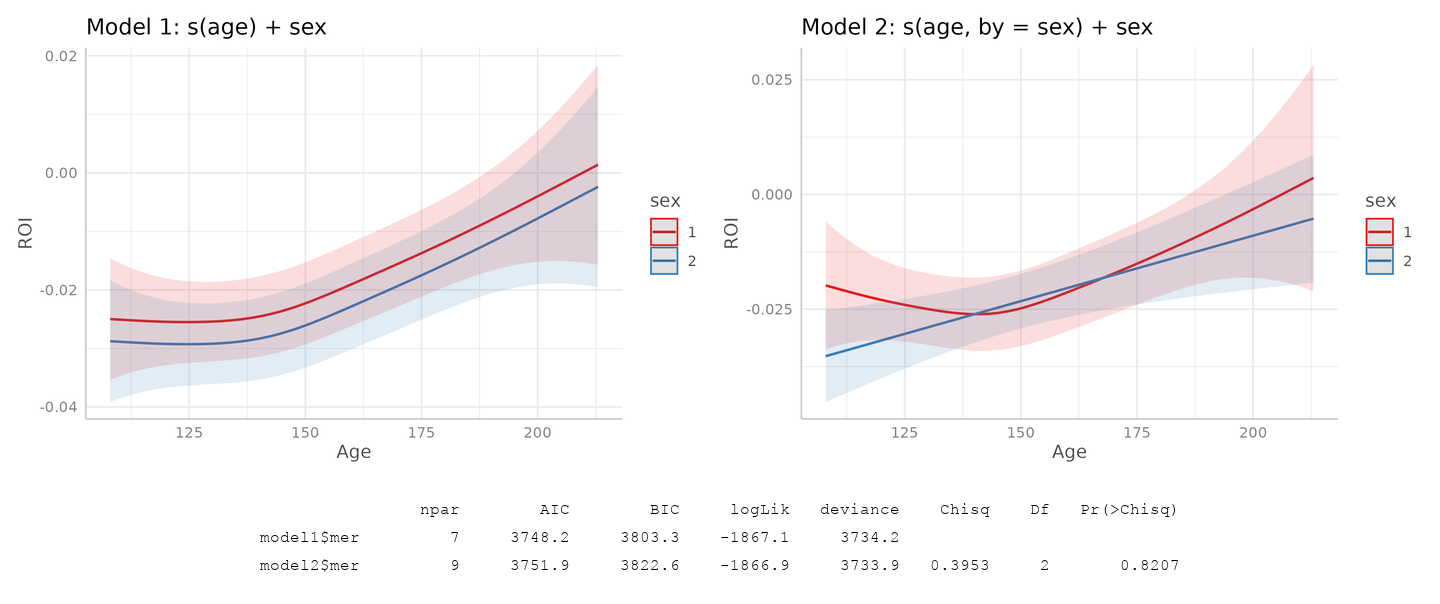 Model 1: s(age) + sex
0.02
0.00
-0.02
-0.04
ROI
125 150 175 200
Age
sex
1
2
Model 2: s(age, by = sex) + sex
0.025
0.000
-0.025
ROI
125 150 175 200
Age
sex
1
2
npar AIC BIC logLik deviance Chisq Df Pr(>Chisq)
model1$mer 7 3748.2 3803.3 -1867.1 3734.2
model2$mer 9 3751.9 3822.6 -1866.9 3733.9 0.3953 2 0.8207